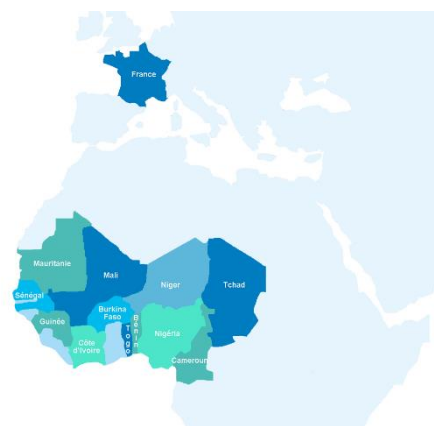 France
Mauritanie
Mali
Niger
Tchad
Sénégal
Burkina
Faso
Guinée
Côte
d'Ivoire
Togo
Bénin
Nigéria
Cameroun